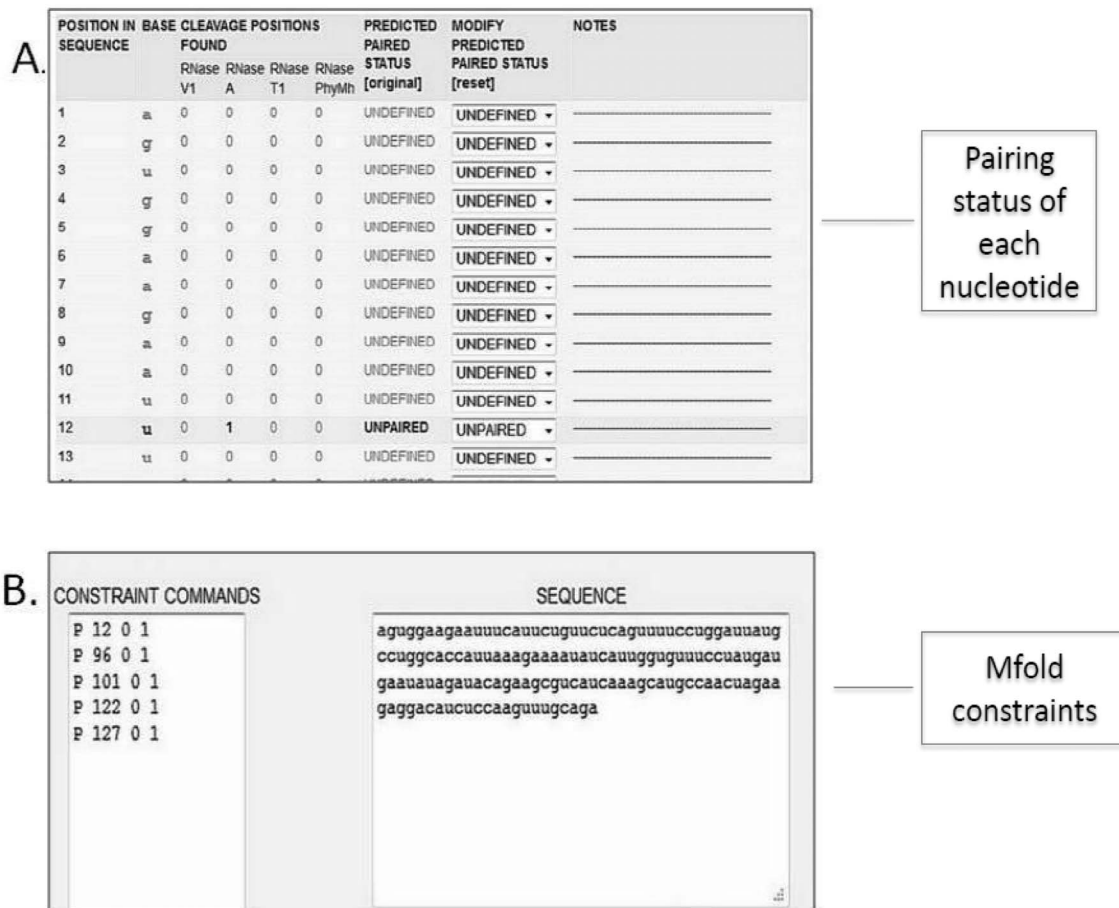 A.
POSITION IN BASE CLEAVAGE POSITIONS PREDICTED MODIFY NOTES
SEQUENCE FOUND PAIRED PREDICTED
RNase RNase RNase RNase STATUS PAIRED STATUS
V1 A T1 PhyMh [original] [reset]
1 a 0 0 0 0 UNDEFINED UNDEFINED
2 g 0 0 0 0 UNDEFINED UNDEFINED
3 u 0 0 0 0 UNDEFINED UNDEFINED
4 g 0 0 0 0 UNDEFINED UNDEFINED
5 g 0 0 0 0 UNDEFINED UNDEFINED
6 a 0 0 0 0 UNDEFINED UNDEFINED
7 a 0 0 0 0 UNDEFINED UNDEFINED
8 g 0 0 0 0 UNDEFINED UNDEFINED
9 a 0 0 0 0 UNDEFINED UNDEFINED
10 a 0 0 0 0 UNDEFINED UNDEFINED
11 u 0 0 0 0 UNDEFINED UNDEFINED
12 u 0 1 0 0 UNPAIRED UNPAIRED
13 u 0 0 0 0 UNDEFINED UNDEFINED
Pairing
status of
each
nucleotide
B.
CONSTRAINT COMMANDS
P 12 0 1
P 96 0 1
P 101 0 1
P 122 0 1
P 127 0 1
SEQUENCE
aguggaagaauuucauucuguucucaguuuuccuggauuaug
ccuggcaccauuaaagaaaauaucauugguguuuccuaugau
gaauauagauacagaagcgucaucaaagcaugccaacuagaa
gaggacaucuccaaguuugcaga
Mfold
constraints